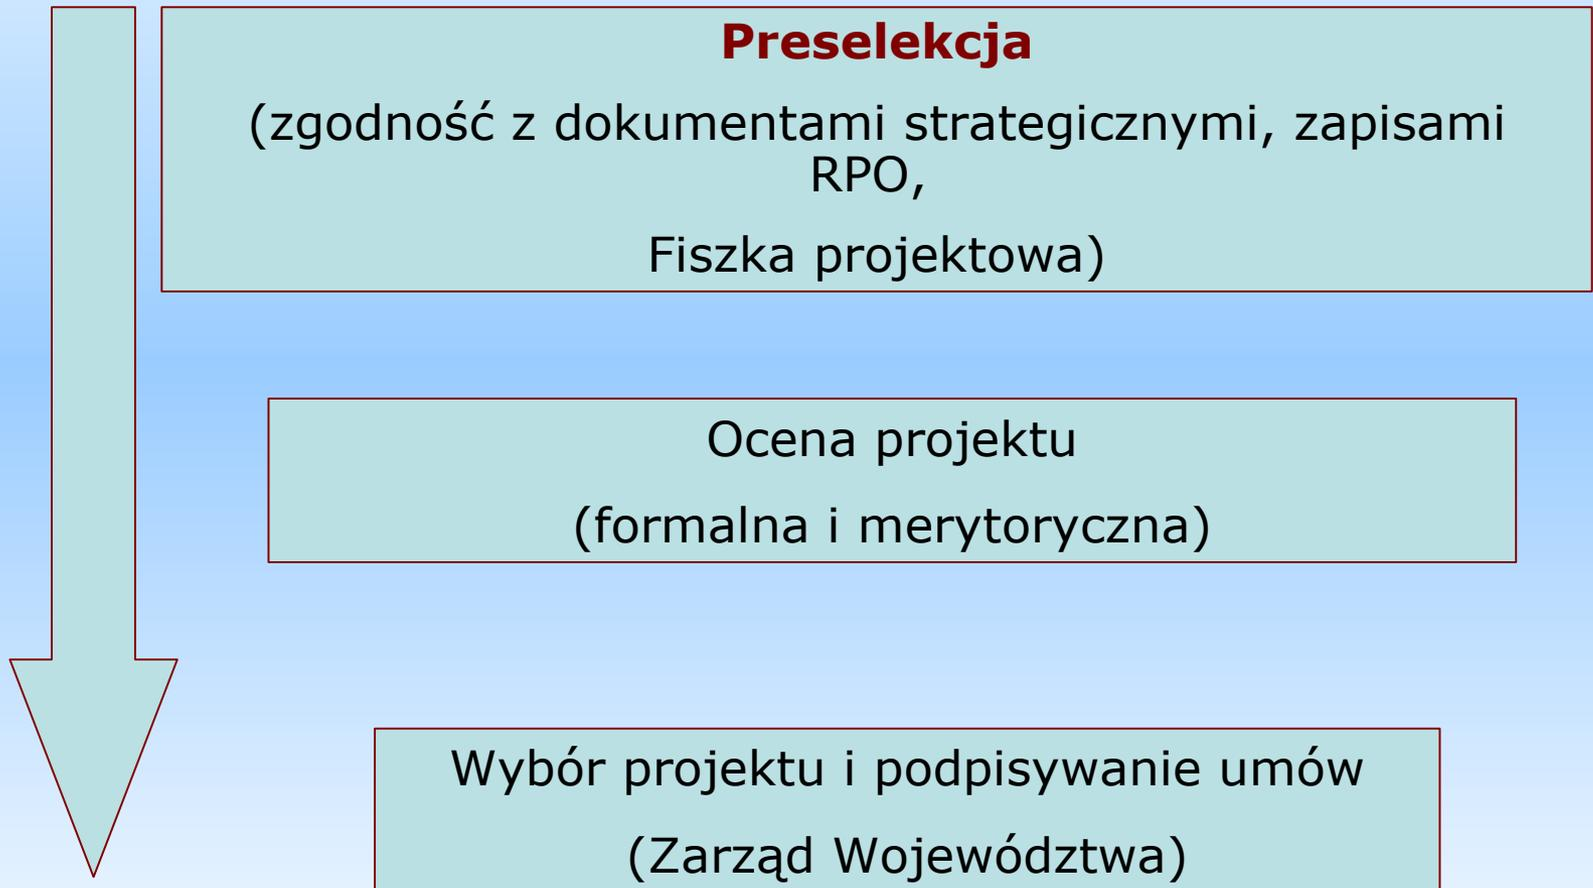 Preselekcja
(zgodność z dokumentami strategicznymi, zapisami
RPO,
Fiszka projektowa)
Ocena projektu
(formalna i merytoryczna)
Wybór projektu i podpisywanie umów
(Zarząd Województwa)